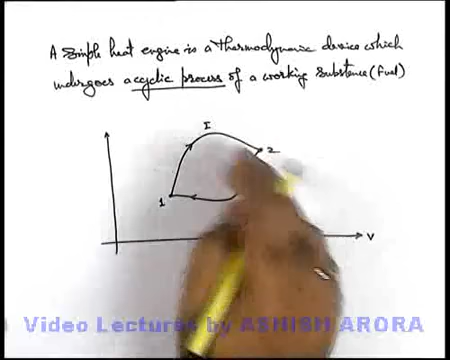 A simple heat engine is a thermodynamic device which
undergoes a cyclic process of a working substance (fuel)
I
2
1
V
Video Lectures by ASHISH ARORA